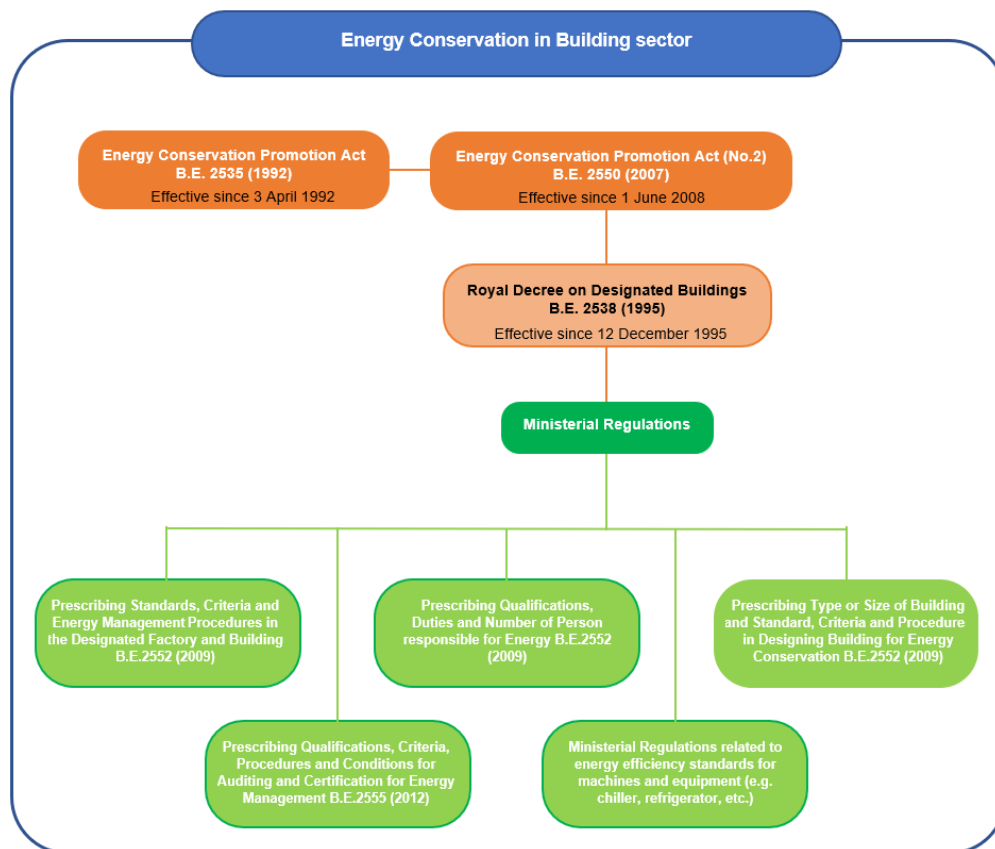 Energy Conservation in Building sector
Energy Conservation Promotion Act
B.E. 2535 (1992)
Effective since 3 April 1992
Energy Conservation Promotion Act (No.2)
B.E. 2550 (2007)
Effective since 1 June 2008
Royal Decree on Designated Buildings
B.E. 2538 (1995)
Effective since 12 December 1995
Ministerial Regulations
Prescribing Standards, Criteria and
Energy Management Procedures in
the Designated Factory and Building
B.E.2552 (2009)
Prescribing Qualifications,
Duties and Number of Person
responsible for Energy B.E.2552
(2009)
Prescribing Type or Size of Building
and Standard, Criteria and Procedure
in Designing Building for Energy
Conservation B.E.2552 (2009)
Prescribing Qualifications, Criteria,
Procedures and Conditions for
Auditing and Certification for Energy
Management B.E.2555 (2012)
Ministerial Regulations related to
energy efficiency standards for
machines and equipment (e.g.
chiller, refrigerator, etc.)